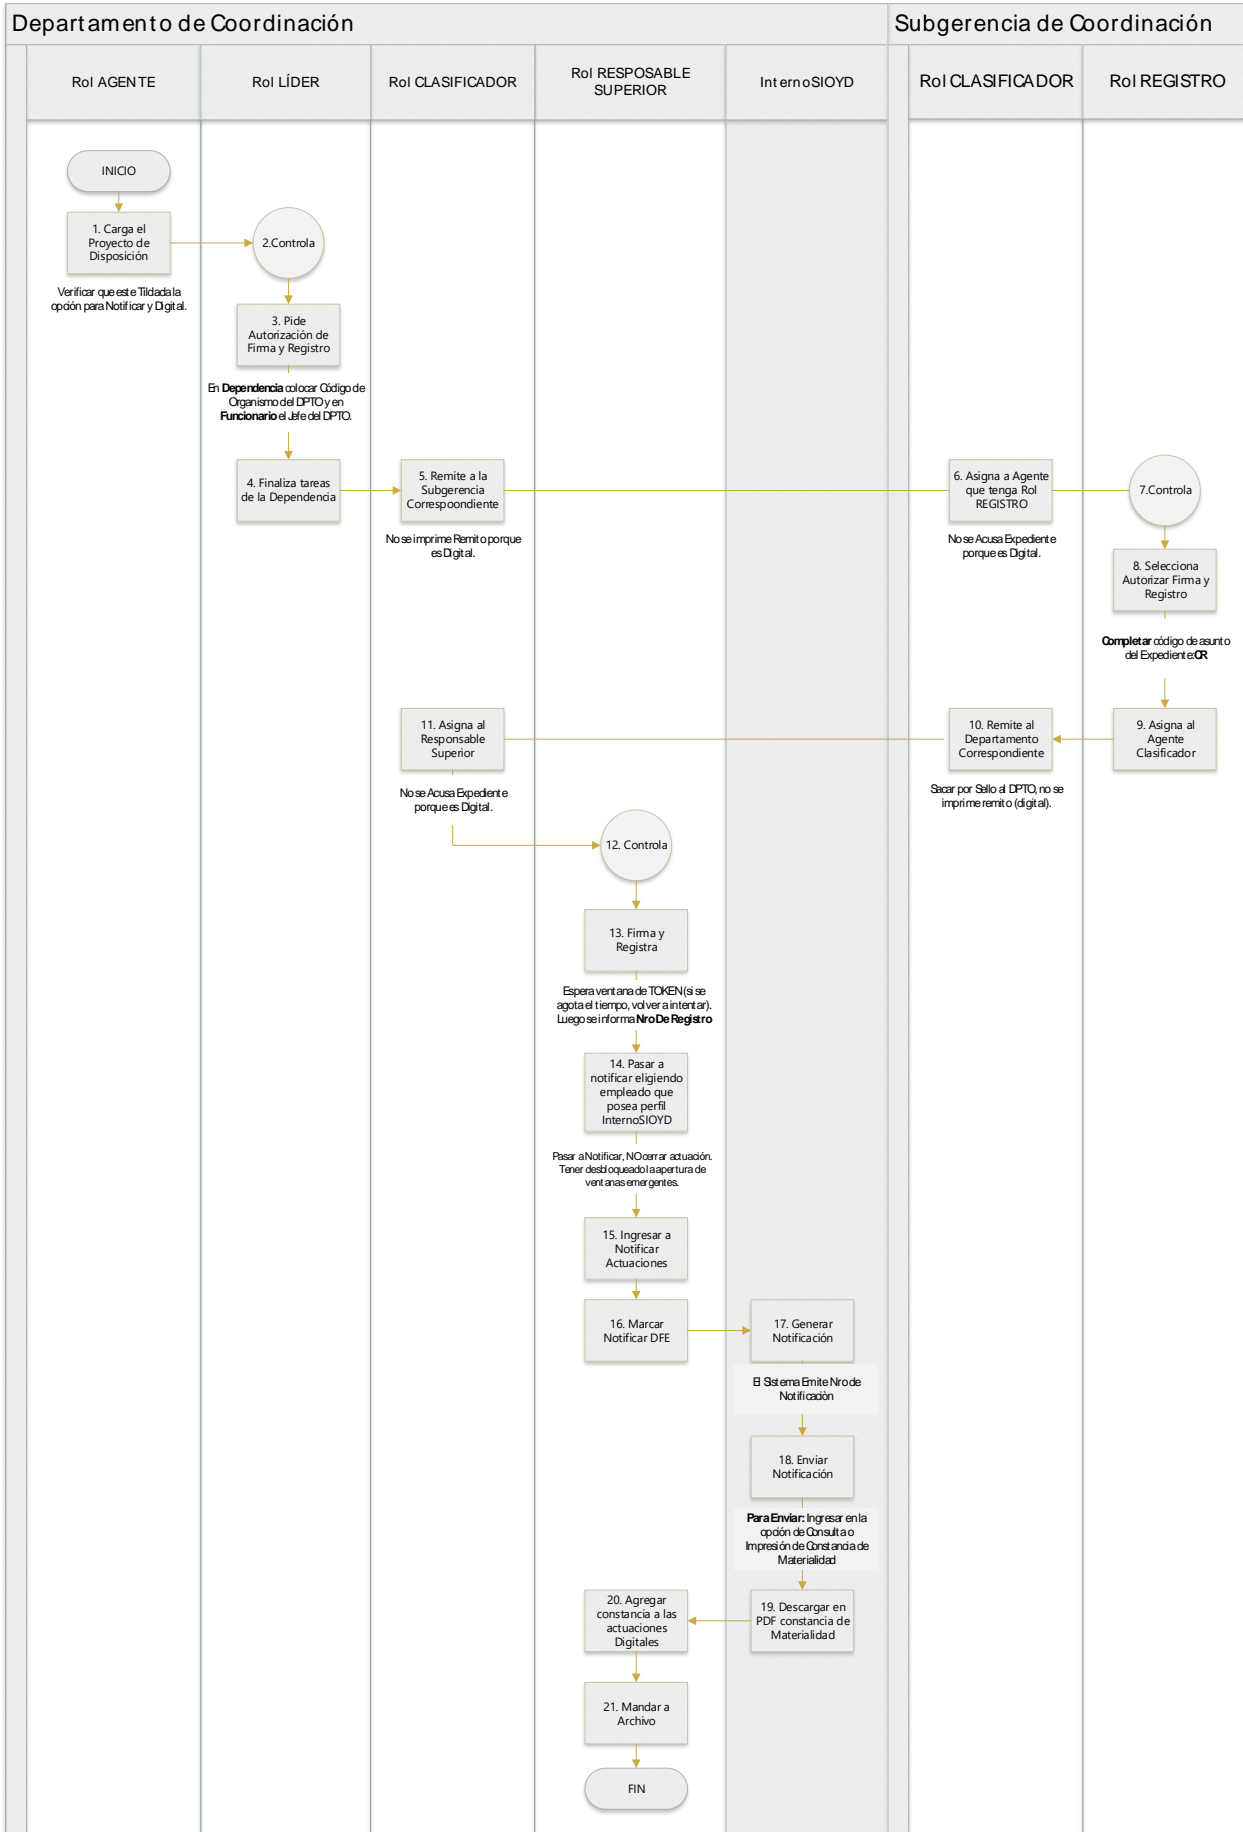 Departamento de Coordinación
Subgerencia de Coordinación
Rol AGENTE
Rol LÍDER
Rol CLASIFICADOR
Rol RESPOSABLE
SUPERIOR
InternoSIOYD
Rol CLASIFICADOR
Rol REGISTRO
INICIO
1. Carga el
Proyecto de
Disposición
Verificar que este Tildada la
opción para Notificar y Digital.
2.Controla
3. Pide
Autorización de
Firma y Registro
En Dependencia colocar Código de
Organismo del DPTO y en
Funcionario el Jefe del DPTO.
4. Finaliza tareas
de la Dependencia
5. Remite a la
Subgerencia
Correspoondiente
No se imprime Remito porque
es Digital.
6. Asigna a Agente
que tenga Rol
REGISTRO
No se Acusa Expediente
porque es Digital.
7.Controla
8. Selecciona
Autorizar Firma y
Registro
Completar código de asunto
del Expediente: CR
9. Asigna al
Agente
Clasificador
10. Remite al
Departamento
Correspondiente
Sacar por Sello al DPTO, no se
imprime remito (digital).
11. Asigna al
Responsable
Superior
No se Acusa Expediente
porque es Digital.
12. Controla
13. Firma y
Registra
Espera ventana de TOKEN (si se
agota el tiempo, volver a intentar).
Luego se informa Nro De Registro
14. Pasar a
notificar eligiendo
empleado que
posea perfil
InternoSIOYD
Pasar a Notificar, NO cerrar actuación.
Tener desbloqueado la apertura de
ventanas emergentes.
15. Ingresar a
Notificar
Actuaciones
16. Marcar
Notificar DFE
17. Generar
Notificación
El Sistema Emite Nro de
Notificaciòn
18. Enviar
Notificación
Para Enviar: Ingresar en la
opción de Consulta o
Impresión de Constancia de
Materialidad
19. Descargar en
PDF constancia de
Materialidad
20. Agregar
constancia a las
actuaciones
Digitales
21. Mandar a
Archivo
FIN